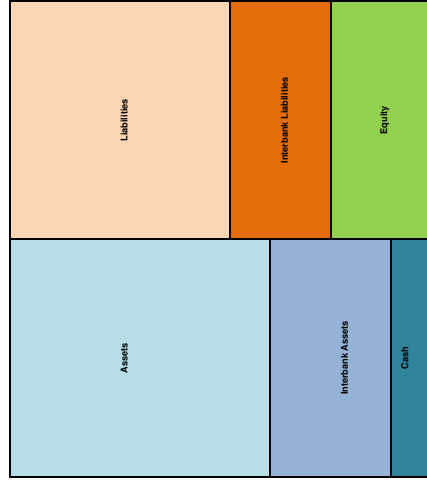 Liabilities
Interbank Liabilities
Equity
Assets
Interbank Assets
Cash